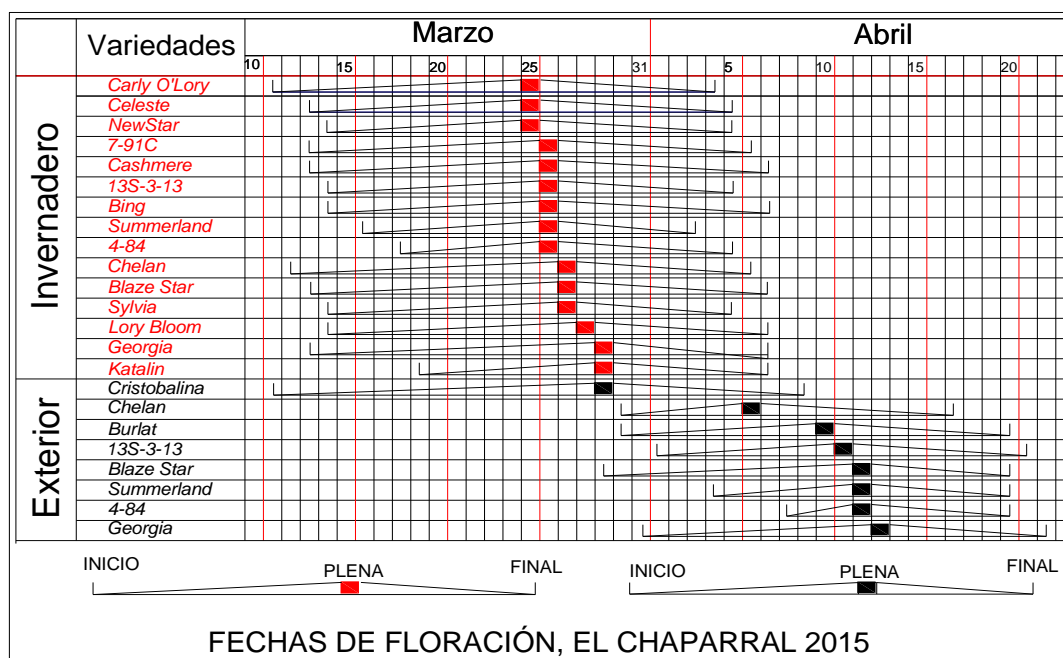 Variedades Marzo Abril
10 15 20 25 31 5 10 15 20
Invernadero
Carly O'Lory
Celeste
NewStar
7-91C
Cashmere
13S-3-13
Bing
Summerland
4-84
Chelan
Blaze Star
Sylvia
Lory Bloom
Georgia
Katalin
Exterior
Cristobalina
Chelan
Burlat
13S-3-13
Blaze Star
Summerland
4-84
Georgia
INICIO PLENA FINAL INICIO PLENA FINAL
FECHAS DE FLORACIÓN, EL CHAPARRAL 2015